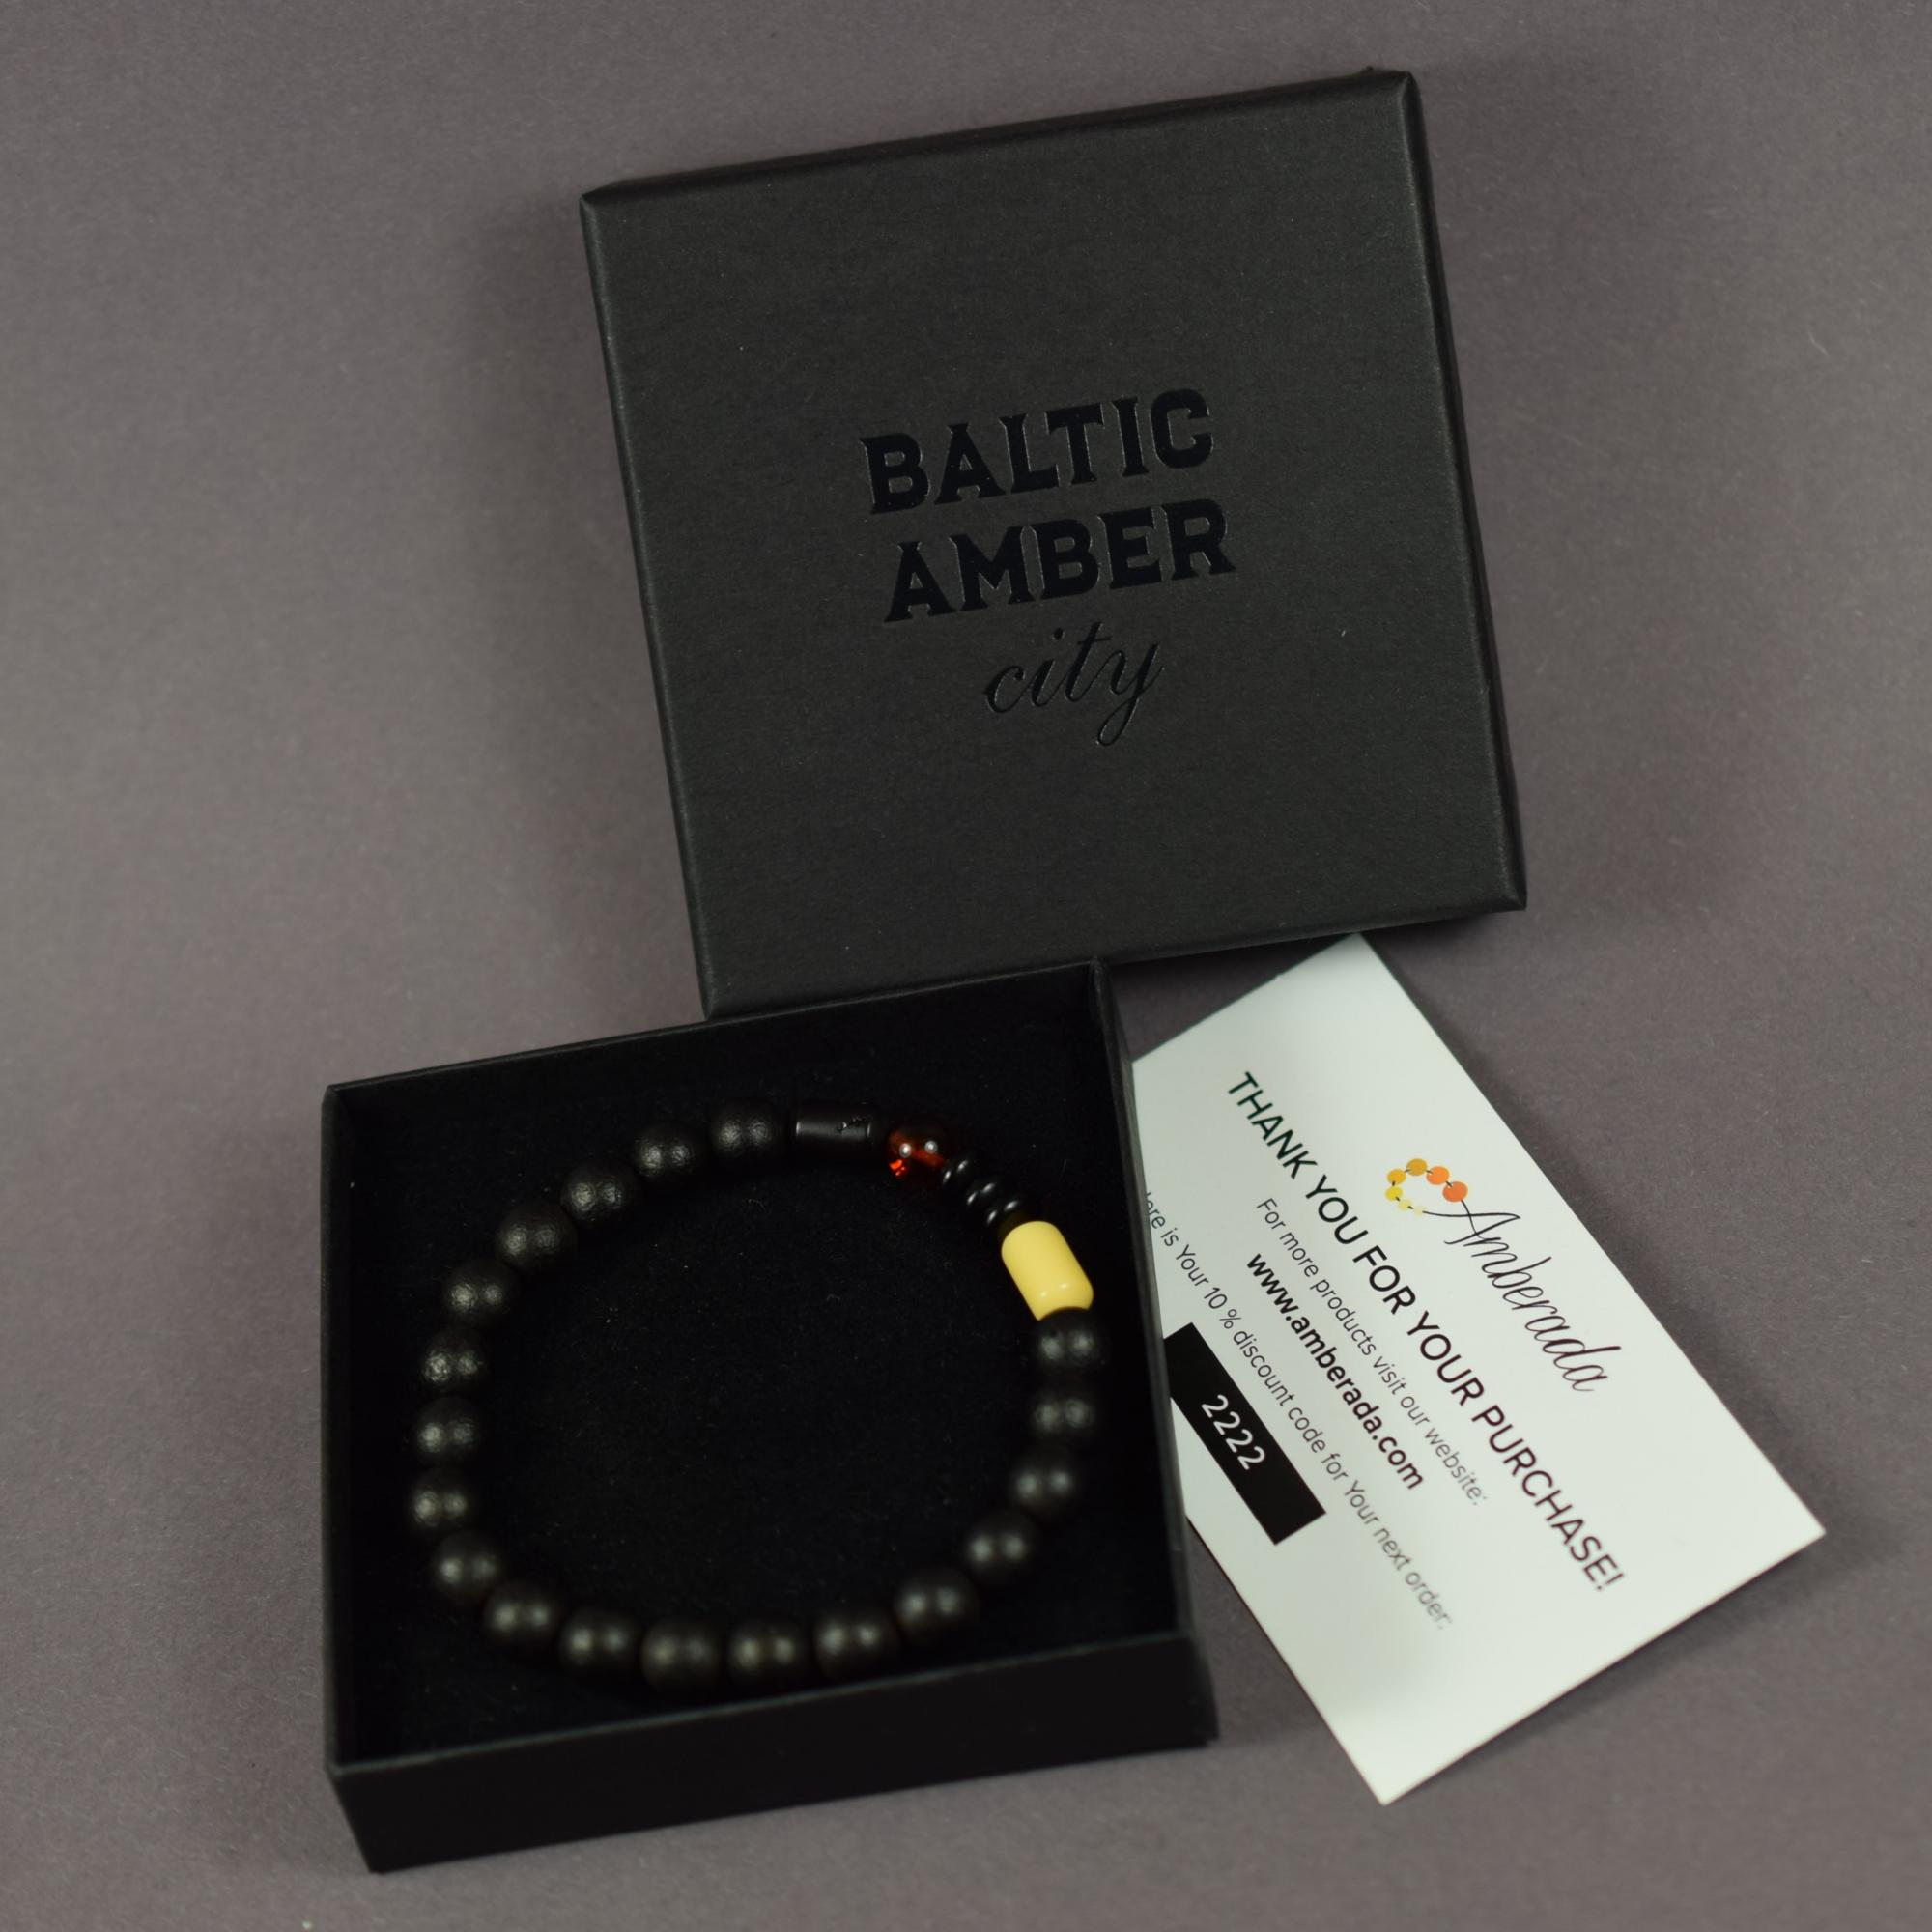 BALTIC
AMBER
city
Amberada
THANK YOU FOR YOUR PURCHASE!
For more products visit our website:
www.amberada.com
is Your 10 % discount code for Your next order:
2222